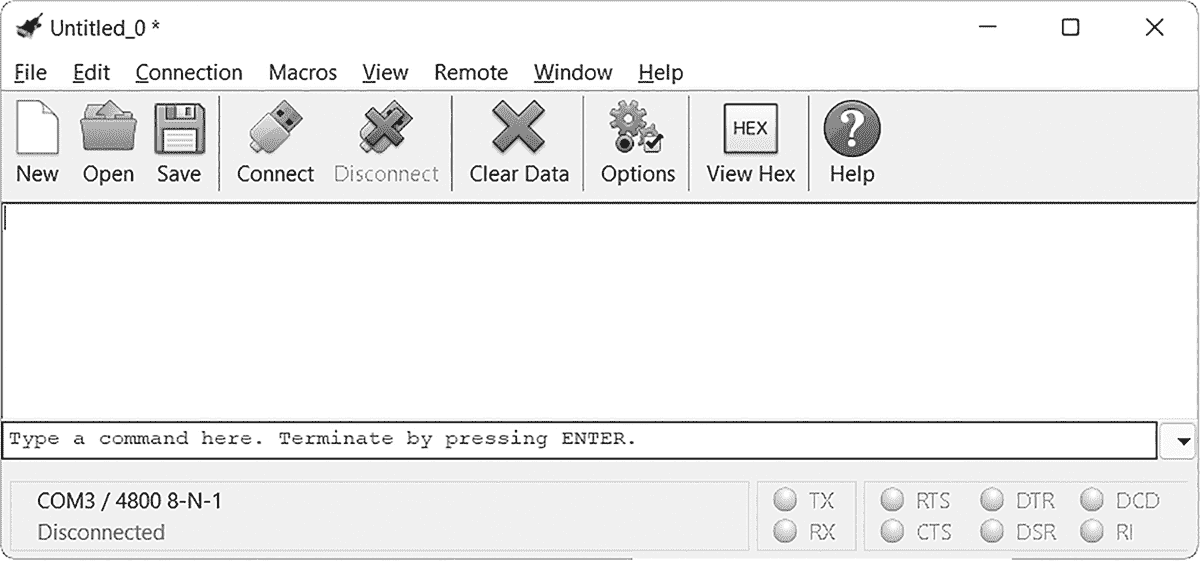 Untitled_0 *
File Edit Connection Macros View Remote Window Help
HEX
?
New Open Save Connect Disconnect Clear Data Options View Hex Help
Type a command here. Terminate by pressing ENTER.
COM3 / 4800 8-N-1
Disconnected
TX RTS DTR DCD
RX CTS DSR RI